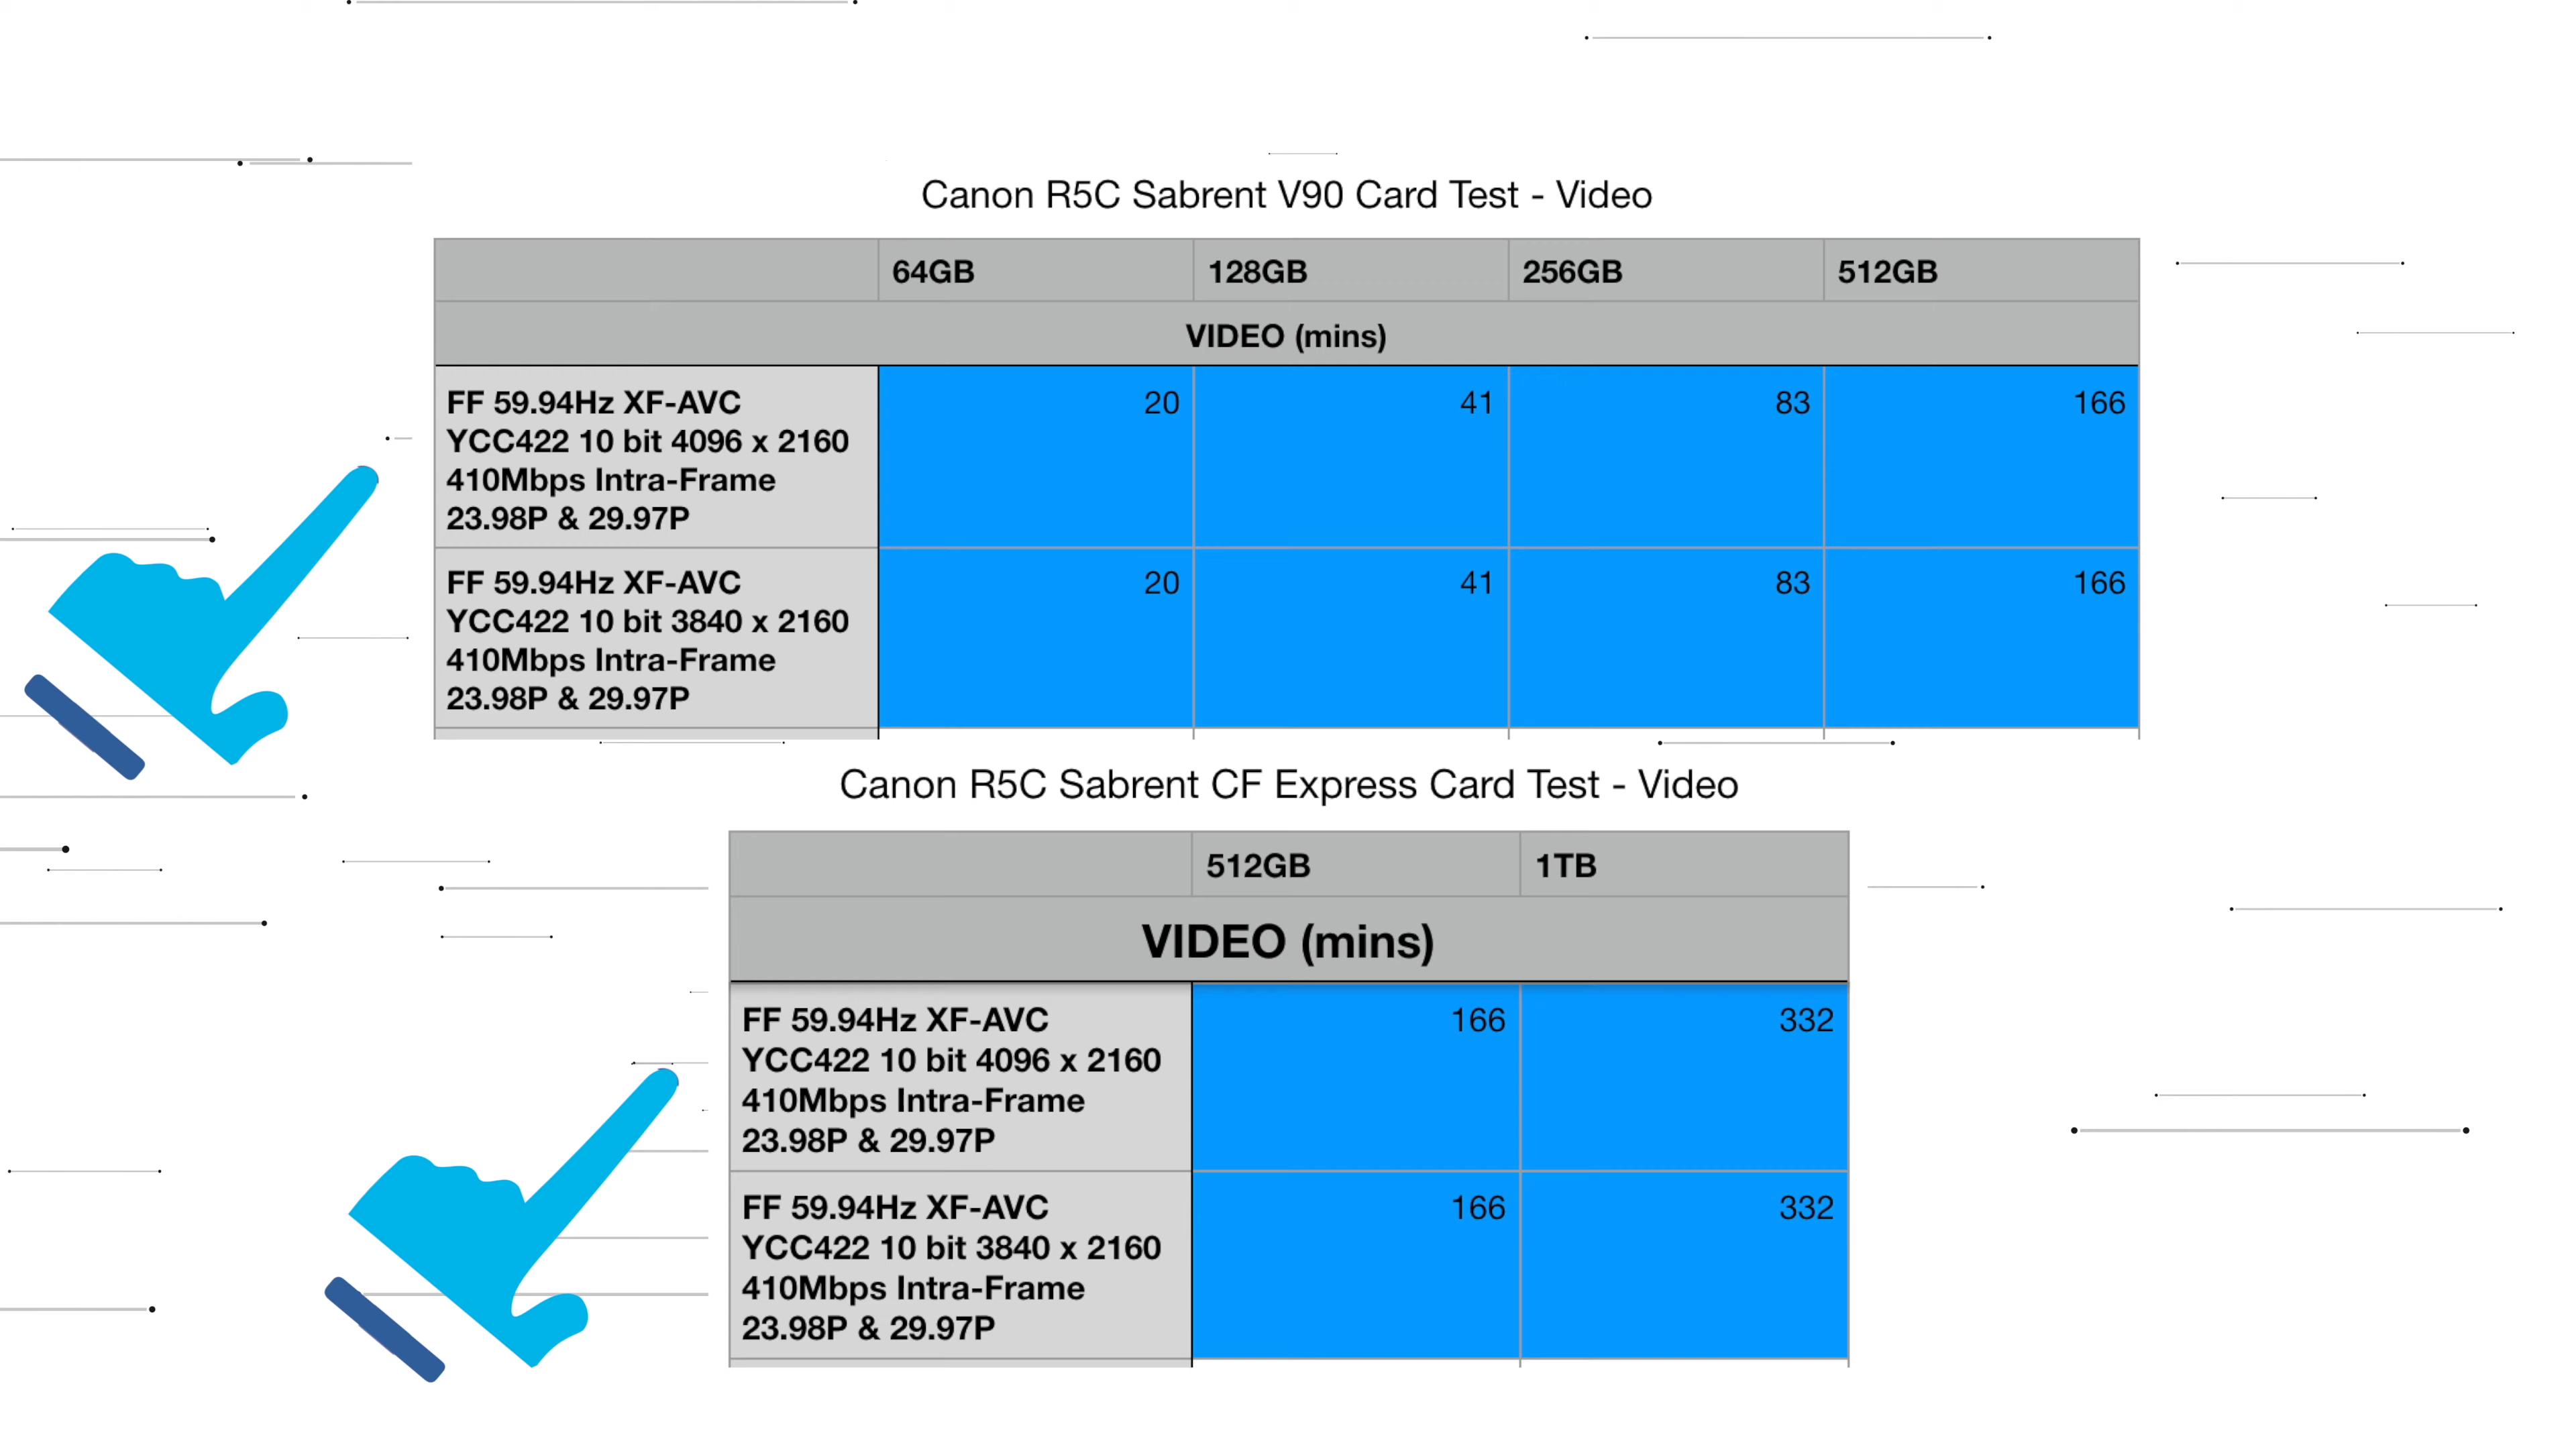 Canon R5C Sabrent V90 Card Test - Video
64GB 128GB 256GB 512GB
VIDEO (mins)
FF 59.94Hz XF-AVC 20 41 83 166
YCC422 10 bit 4096 x 2160
410Mbps Intra-Frame
23.98P & 29.97P
FF 59.94Hz XF-AVC 20 41 83 166
YCC422 10 bit 3840 x 2160
410Mbps Intra-Frame
23.98P & 29.97P
Canon R5C Sabrent CF Express Card Test - Video
512GB 1TB
VIDEO (mins)
FF 59.94Hz XF-AVC 166 332
YCC422 10 bit 4096 x 2160
410Mbps Intra-Frame
23.98P & 29.97P
FF 59.94Hz XF-AVC 166 332
YCC422 10 bit 3840 x 2160
410Mbps Intra-Frame
23.98P & 29.97P